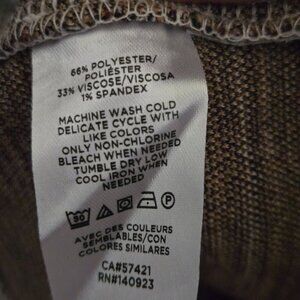 66% POLYESTER/
POLIÉSTER
33% VISCOSE/VISCOSA
1% SPANDEX
MACHINE WASH COLD
DELICATE CYCLE WITH
LIKE COLORS
ONLY NON-CHLORINE
BLEACH WHEN NEEDED
TUMBLE DRY LOW
COOL IRON WHEN
NEEDED
AVEC DES COULEURS
SEMBLABLES/CON
COLORES SIMILARES
CA#57421
RN#140923